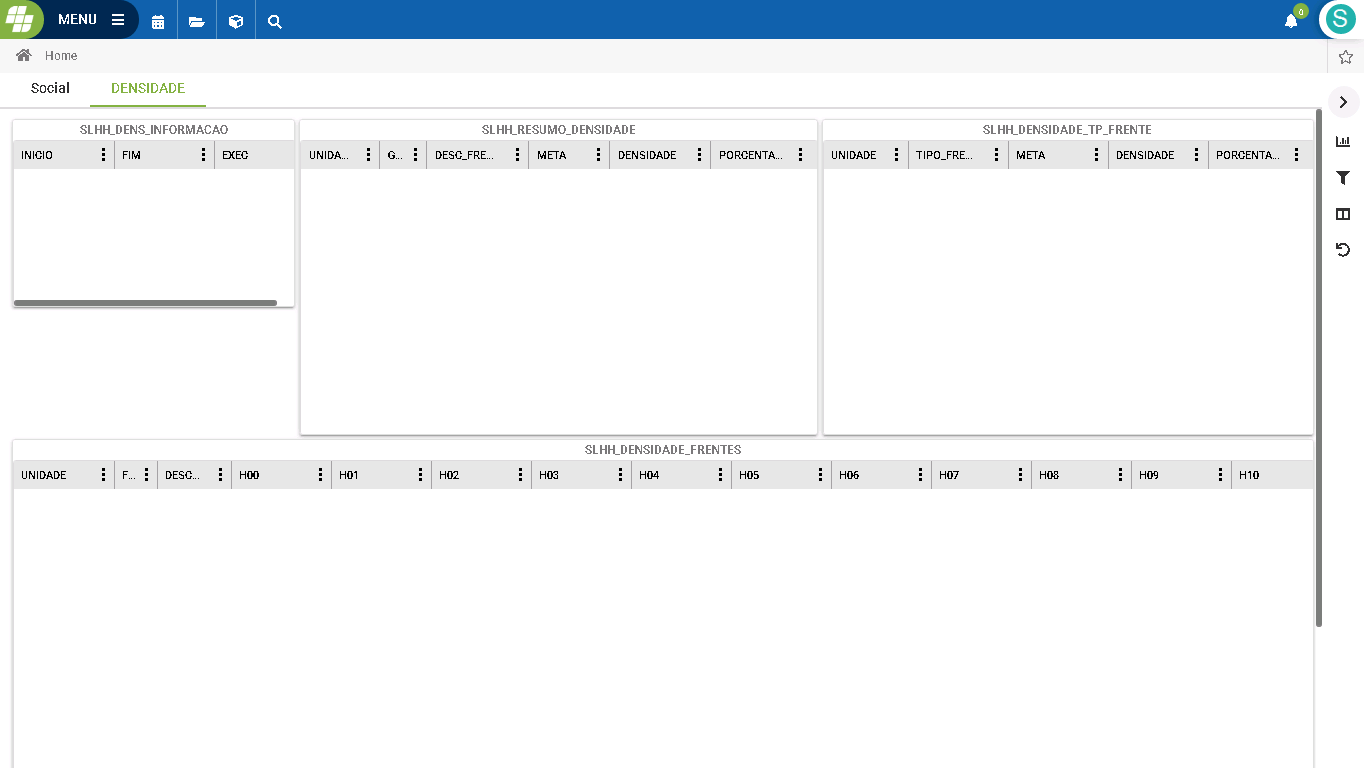 MENU
0
S
Home
Social DENSIDADE
SLHH_DENS_INFORMACAO
INICIO FIM EXEC
SLHH_RESUMO_DENSIDADE
UNIDA... G... DESC_FRE... META DENSIDADE PORCENTA...
SLHH_DENSIDADE_TP_FRENTE
UNIDADE TIPO_FRE... META DENSIDADE PORCENTA...
SLHH_DENSIDADE_FRENTES
UNIDADE F... DESC... H00 H01 H02 H03 H04 H05 H06 H07 H08 H09 H10